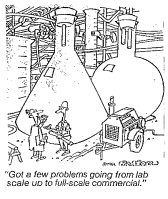 "Got a few problems going from lab
scale up to full-scale commercial."